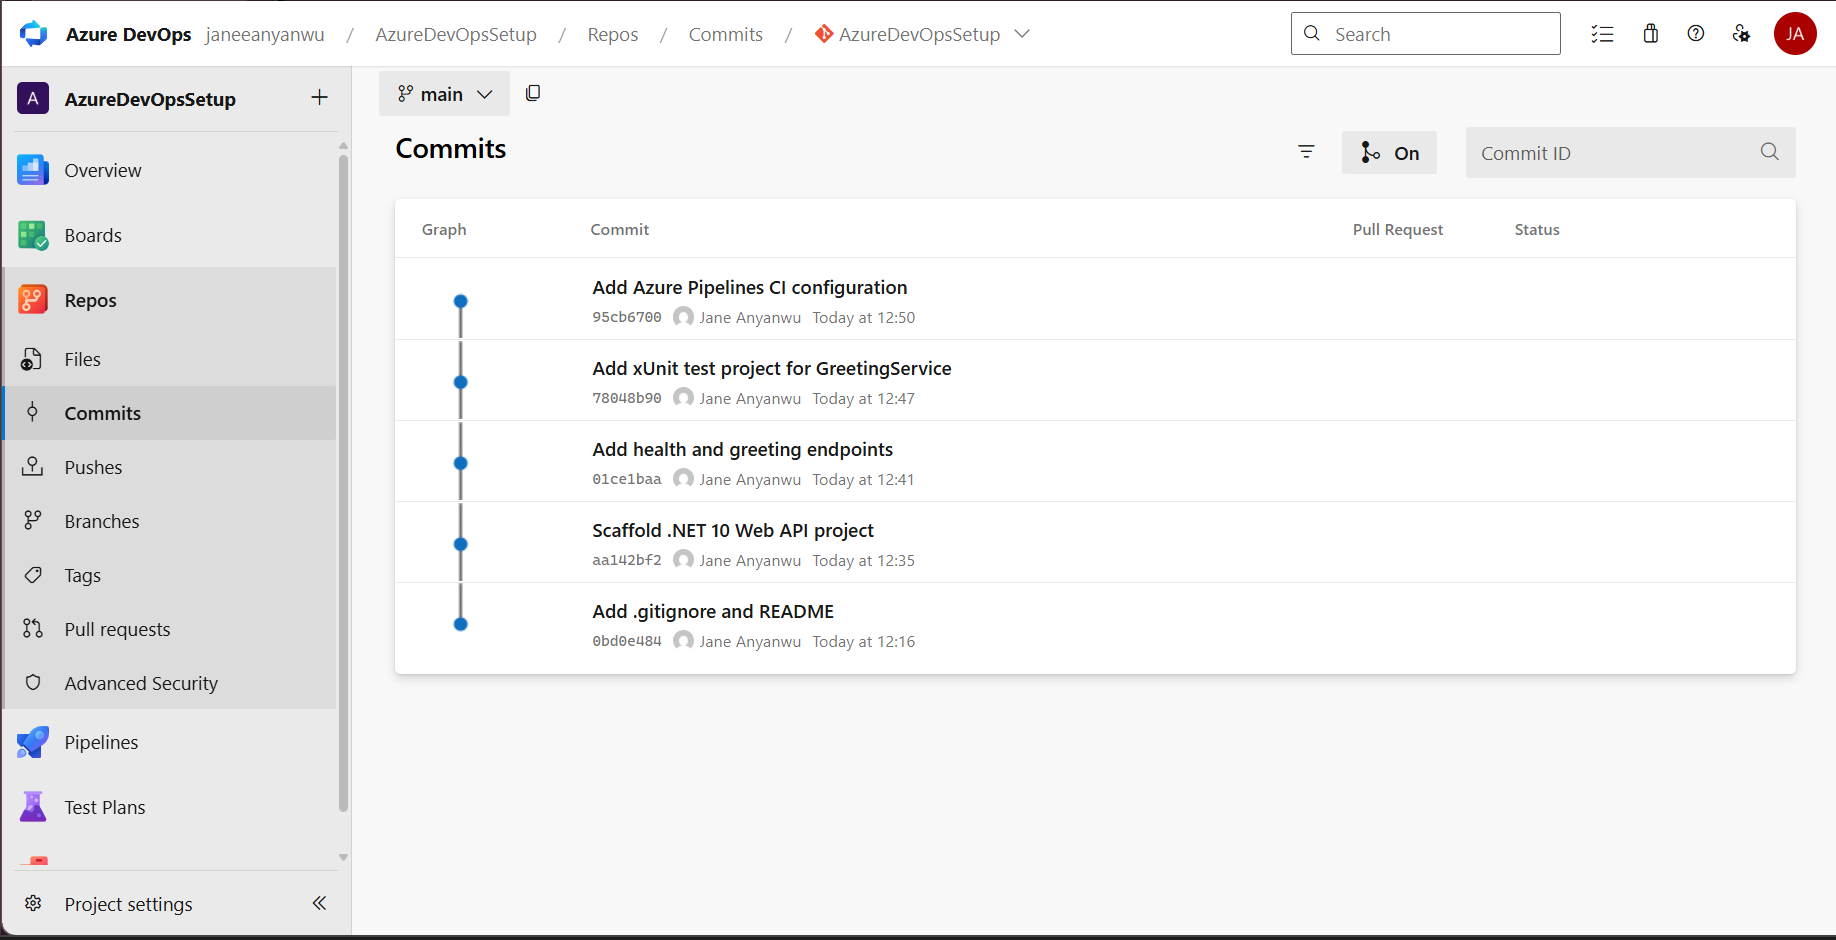 Azure DevOps janeeanyanwu / AzureDevOpsSetup / Repos / Commits / AzureDevOpsSetup
Search
JA
A AzureDevOpsSetup
Overview
Boards
Repos
Files
Commits
Pushes
Branches
Tags
Pull requests
Advanced Security
Pipelines
Test Plans
Project settings
main
Commits
On
Commit ID
Graph Commit Pull Request Status
Add Azure Pipelines CI configuration
95cb6700 Jane Anyanwu Today at 12:50
Add xUnit test project for GreetingService
78048b90 Jane Anyanwu Today at 12:47
Add health and greeting endpoints
01ce1baa Jane Anyanwu Today at 12:41
Scaffold .NET 10 Web API project
aa142bf2 Jane Anyanwu Today at 12:35
Add .gitignore and README
0bd0e484 Jane Anyanwu Today at 12:16